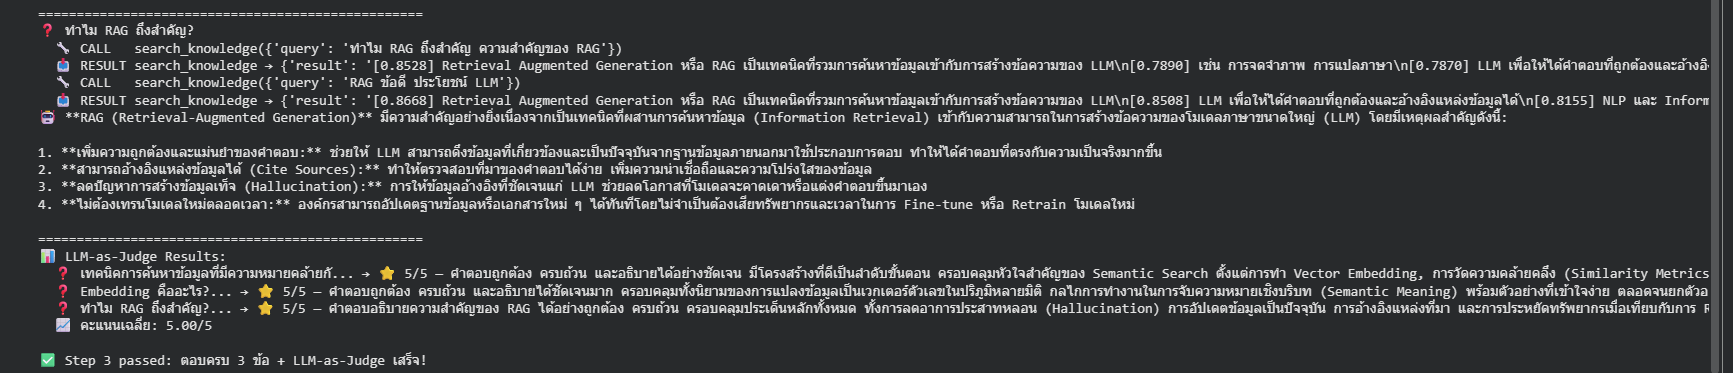 ==================================================
❓ ทำไม RAG ถึงสำคัญ?
🔧 CALL search_knowledge({'query': 'ทำไม RAG ถึงสำคัญ ความสำคัญของ RAG'})
📥 RESULT search_knowledge → {'result': '[0.8528] Retrieval Augmented Generation หรือ RAG เป็นเทคนิคที่รวมการค้นหาข้อมูลเข้ากับการสร้างข้อความของ LLM\n[0.7890] เช่น การจดจำภาพ การแปลภาษา\n[0.7870] LLM เพื่อให้ได้คำตอบที่ถูกต้องและอ้างอิง
🔧 CALL search_knowledge({'query': 'RAG ข้อดี ประโยชน์ LLM'})
📥 RESULT search_knowledge → {'result': '[0.8668] Retrieval Augmented Generation หรือ RAG เป็นเทคนิคที่รวมการค้นหาข้อมูลเข้ากับการสร้างข้อความของ LLM\n[0.8508] LLM เพื่อให้ได้คำตอบที่ถูกต้องและอ้างอิงแหล่งข้อมูลได้\n[0.8155] NLP และ Inform
🤖 **RAG (Retrieval-Augmented Generation)** มีความสำคัญอย่างยิ่งเนื่องจากเป็นเทคนิคที่ผสานการค้นหาข้อมูล (Information Retrieval) เข้ากับความสามารถในการสร้างข้อความของโมเดลภาษาขนาดใหญ่ (LLM) โดยมีเหตุผลสำคัญดังนี้:
1. **เพิ่มความถูกต้องและแม่นยำของคำตอบ:** ช่วยให้ LLM สามารถดึงข้อมูลที่เกี่ยวข้องและเป็นปัจจุบันจากฐานข้อมูลภายนอกมาใช้ประกอบการตอบ ทำให้ได้คำตอบที่ตรงกับความเป็นจริงมากขึ้น
2. **สามารถอ้างอิงแหล่งข้อมูลได้ (Cite Sources):** ทำให้ตรวจสอบที่มาของคำตอบได้ง่าย เพิ่มความน่าเชื่อถือและความโปร่งใสของข้อมูล
3. **ลดปัญหาการสร้างข้อมูลเท็จ (Hallucination):** การให้ข้อมูลอ้างอิงที่ชัดเจนแก่ LLM ช่วยลดโอกาสที่โมเดลจะคาดเดาหรือแต่งคำตอบขึ้นมาเอง
4. **ไม่ต้องเทรนโมเดลใหม่ตลอดเวลา:** องค์กรสามารถอัปเดตฐานข้อมูลหรือเอกสารใหม่ ๆ ได้ทันทีโดยไม่จำเป็นต้องเสียทรัพยากรและเวลาในการ Fine-tune หรือ Retrain โมเดลใหม่
==================================================
📊 LLM-as-Judge Results:
❓ เทคนิคการค้นหาข้อมูลที่มีความหมายคล้ายกั... → ⭐ 5/5 — คำตอบถูกต้อง ครบถ้วน และอธิบายได้อย่างชัดเจน มีโครงสร้างที่ดีเป็นลำดับขั้นตอน ครอบคลุมหัวใจสำคัญของ Semantic Search ตั้งแต่การทำ Vector Embedding, การวัดความคล้ายคลึง (Similarity Metrics
❓ Embedding คืออะไร?... → ⭐ 5/5 — คำตอบถูกต้อง ครบถ้วน และอธิบายได้ชัดเจนมาก ครอบคลุมทั้งนิยามของการแปลงข้อมูลเป็นเวกเตอร์ตัวเลขในปริภูมิหลายมิติ กลไกการทำงานในการจับความหมายเชิงบริบท (Semantic Meaning) พร้อมตัวอย่างที่เข้าใจง่าย ตลอดจนยกตัวอ
❓ ทำไม RAG ถึงสำคัญ?... → ⭐ 5/5 — คำตอบอธิบายความสำคัญของ RAG ได้อย่างถูกต้อง ครบถ้วน ครอบคลุมประเด็นหลักทั้งหมด ทั้งการลดอาการประสาทหลอน (Hallucination) การอัปเดตข้อมูลเป็นปัจจุบัน การอ้างอิงแหล่งที่มา และการประหยัดทรัพยากรเมื่อเทียบกับการ R
📈 คะแนนเฉลี่ย: 5.00/5
✅ Step 3 passed: ตอบครบ 3 ข้อ + LLM-as-Judge เสร็จ!